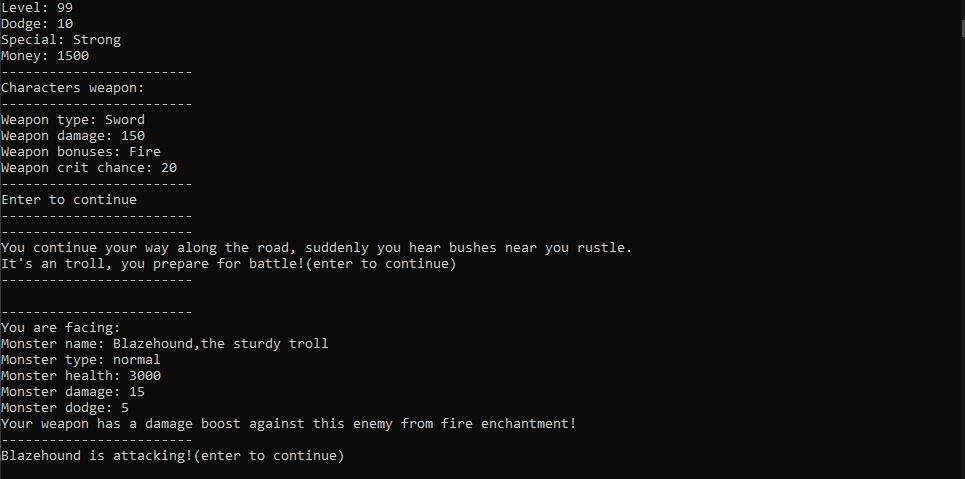 Level: 99
Dodge: 10
Special: Strong
Money: 1500
------------------------
Characters weapon:
------------------------
Weapon type: Sword
Weapon damage: 150
Weapon bonuses: Fire
Weapon crit chance: 20
------------------------
Enter to continue
------------------------
------------------------
You continue your way along the road, suddenly you hear bushes near you rustle.
It's an troll, you prepare for battle!(enter to continue)
------------------------
------------------------
You are facing:
Monster name: Blazehound,the sturdy troll
Monster type: normal
Monster health: 3000
Monster damage: 15
Monster dodge: 5
Your weapon has a damage boost against this enemy from fire enchantment!
------------------------
Blazehound is attacking!(enter to continue)